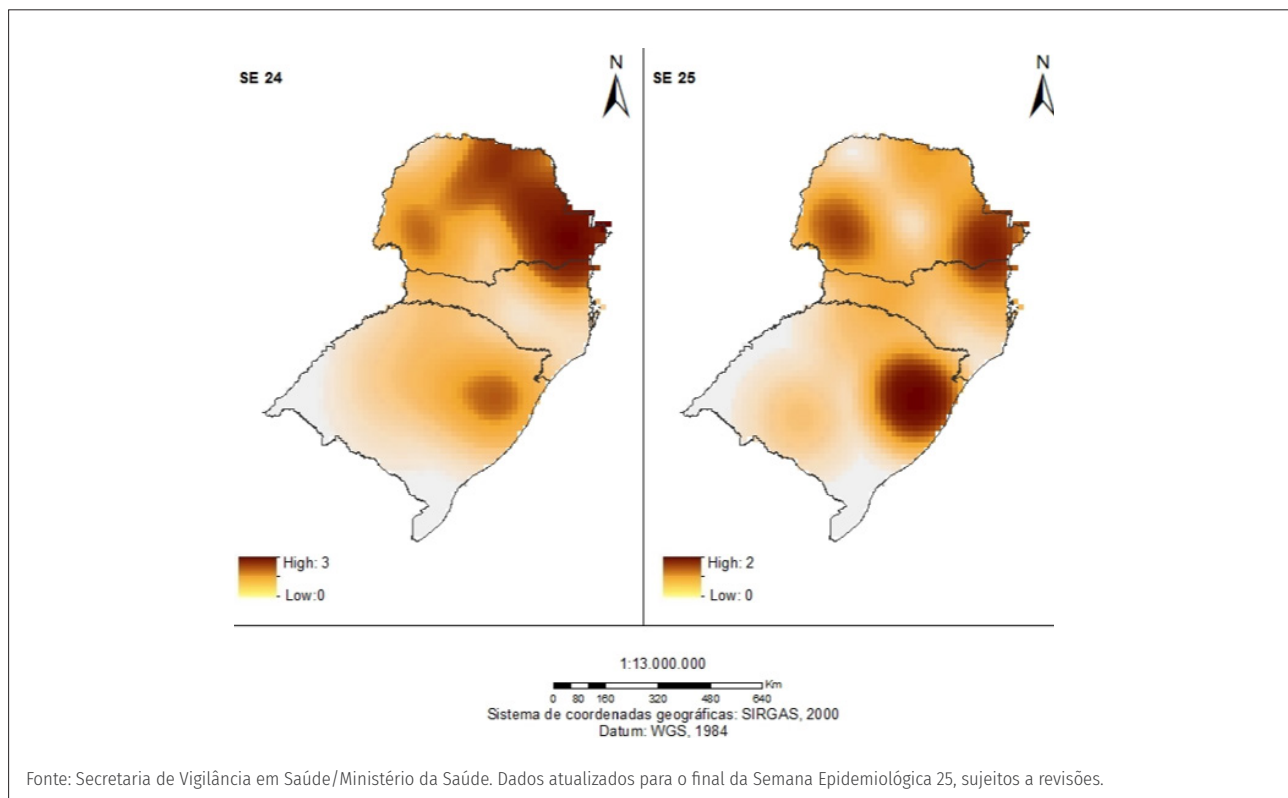 SE 24
N
High: 3
Low:0
SE 25
N
High: 2
Low: 0
1:13.000.000
0 80 160 320 480 640 Km
Sistema de coordenadas geográficas: SIRGAS, 2000
Datum: WGS, 1984
Fonte: Secretaria de Vigilância em Saúde/Ministério da Saúde. Dados atualizados para o final da Semana Epidemiológica 25, sujeitos a revisões.